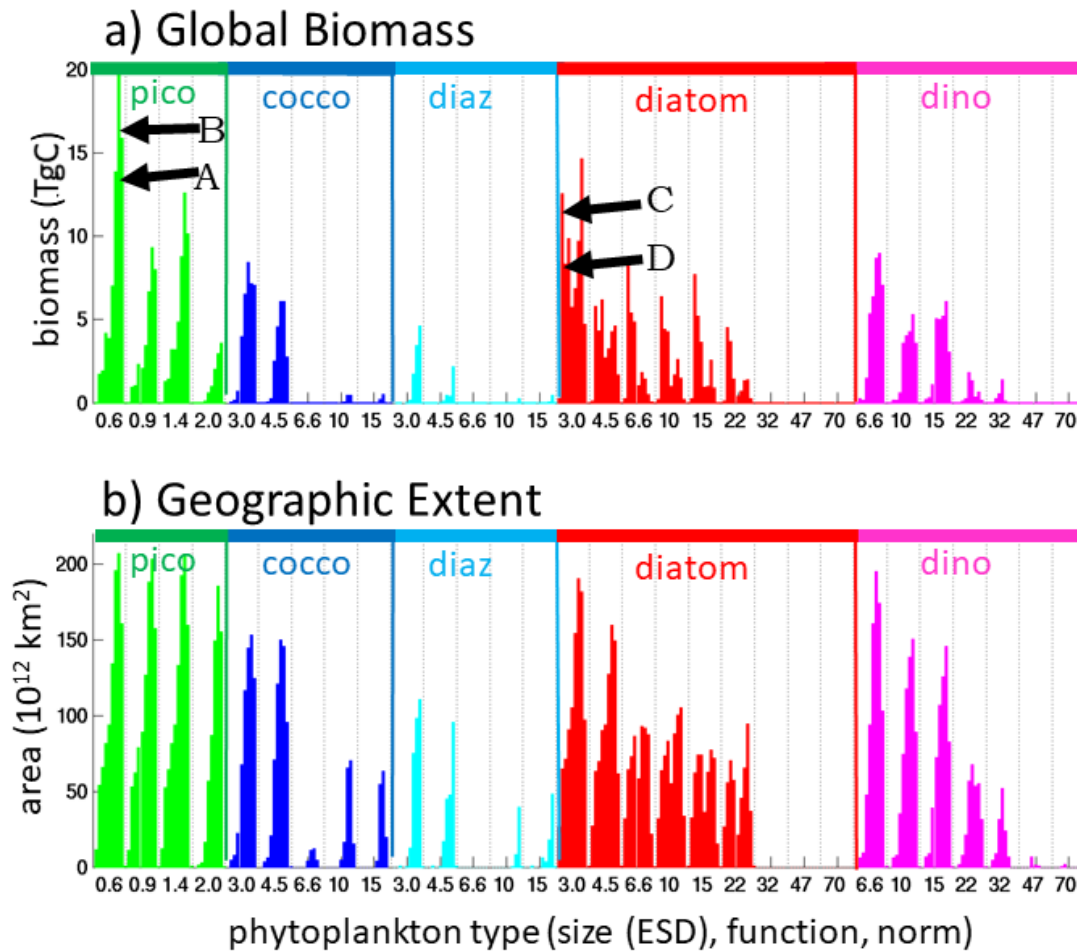 a) Global Biomass
20
pico cocco diaz diatom dino
B
15
A
C
10
D
5
0
biomass (.TgC)
0.6 0.9 1.4 2.0 3.0 4.5 6.6 10 15 3.0 4.5 6.6 10 15 3.0 4.5 6.6 10 15 22 32 47 70 6.6 10 15 22 32 47 70
b) Geographic Extent
pico cocco diaz diatom dino
200
150
100
50
0
area (10¹² km²)
0.6 0.9 1.4 2.0 3.0 4.5 6.6 10 15 3.0 4.5 6.6 10 15 3.0 4.5 6.6 10 15 22 32 47 70 6.6 10 15 22 32 47 70
phytoplankton type (size (ESD), function, norm)